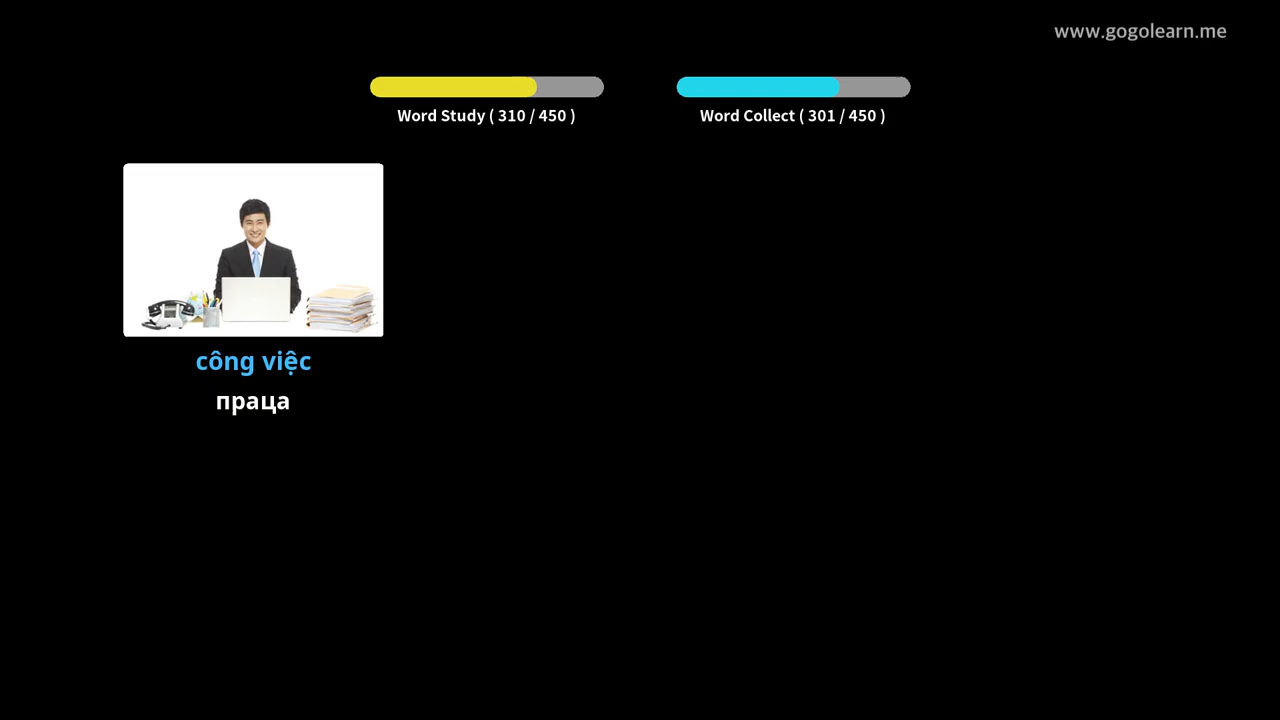 www.gogolearn.me
Word Study ( 310 / 450 )
Word Collect ( 301 / 450 )
công việc
праца